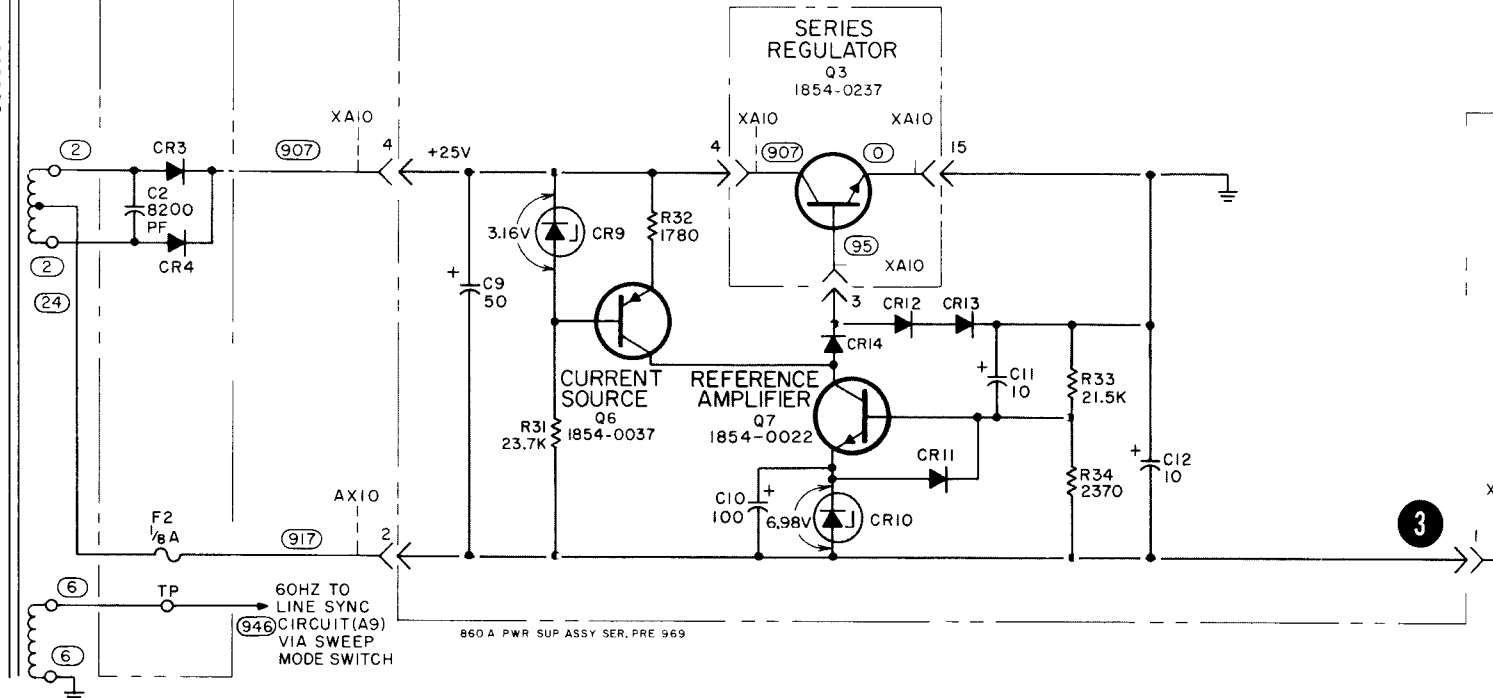 SERIES
REGULATOR
Q3
1854-0237
XA10
XA10
XA10
2
CR3
907
4
+25V
4
907
0
15
C2
8200
PF
3.16V
CR9
R32
1780
2
CR4
95
XA10
24
+
C9
50
3
CR12
CR13
CR14
CURRENT
SOURCE
Q6
1854-0037
REFERENCE
AMPLIFIER
Q7
1854-0022
+
C11
10
R33
21.5K
R31
23.7K
CR11
+
C12
10
AX10
C10
100
+
6.98V
CR10
R34
2370
F2
1/8 A
917
2
3
1
6
TP
60HZ TO
LINE SYNC
CIRCUIT (A9)
VIA SWEEP
MODE SWITCH
946
6
860 A PWR SUP ASSY SER. PRE 969